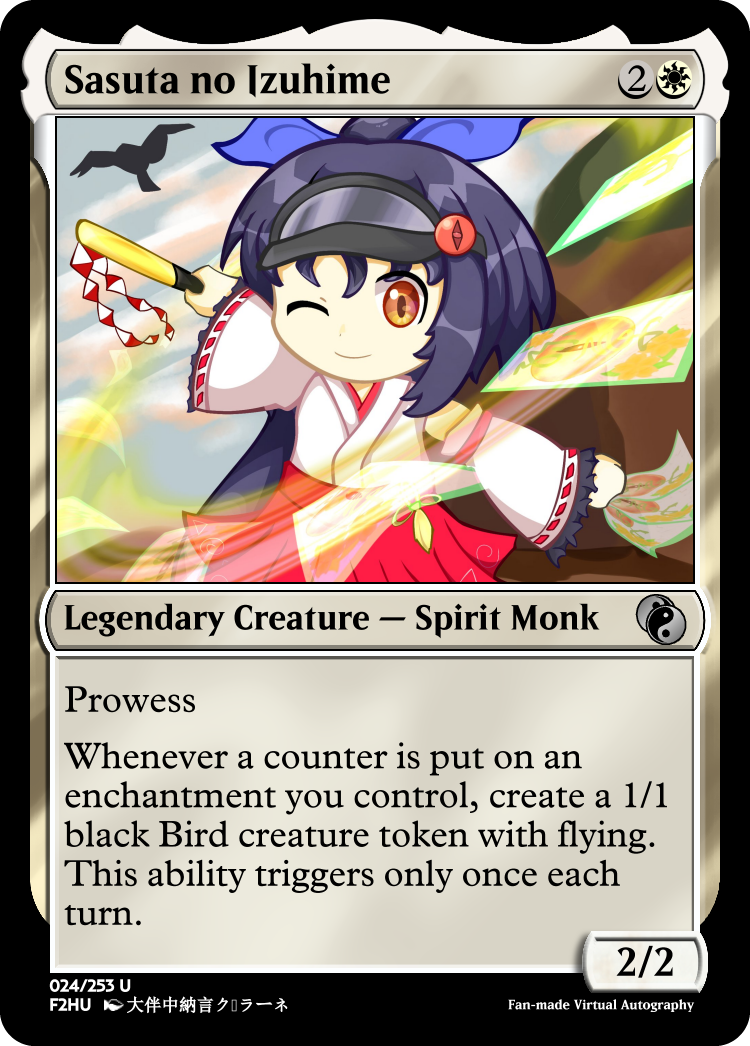 Sasuta no Izuhime 2
Legendary Creature — Spirit Monk
Prowess
Whenever a counter is put on an
enchantment you control, create a 1/1
black Bird creature token with flying.
This ability triggers only once each
turn.
2/2
024/253 U
F2HU 大伴中納言ク▯ラーネ
Fan-made Virtual Autography